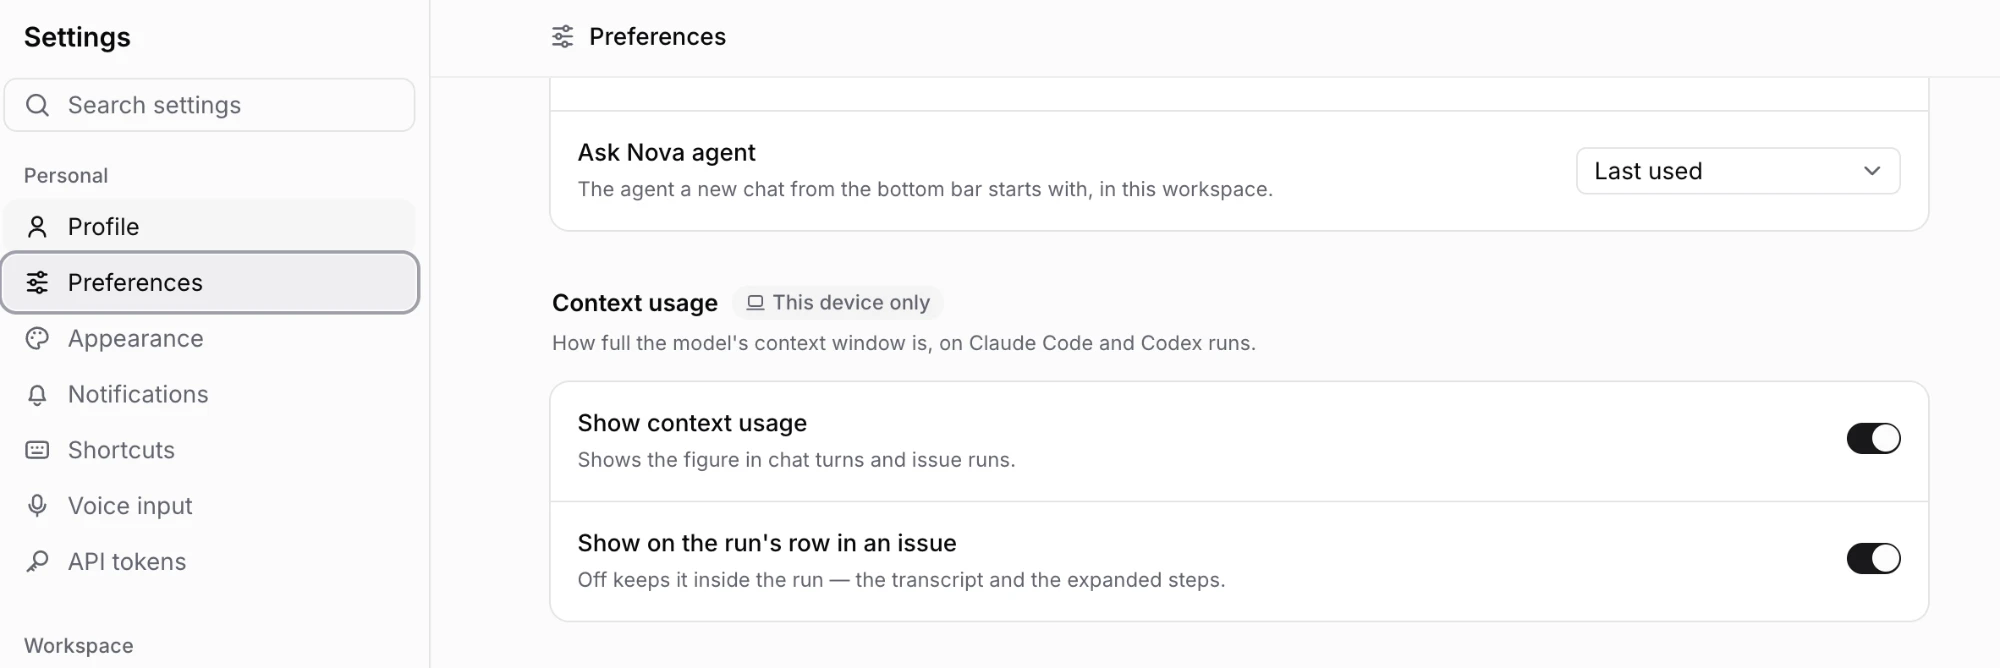 Settings
Search settings
Personal
Profile
Preferences
Appearance
Notifications
Shortcuts
Voice input
API tokens
Workspace
Preferences
Ask Nova agent
The agent a new chat from the bottom bar starts with, in this workspace.
Last used
Context usage
This device only
How full the model's context window is, on Claude Code and Codex runs.
Show context usage
Shows the figure in chat turns and issue runs.
Show on the run's row in an issue
Off keeps it inside the run — the transcript and the expanded steps.